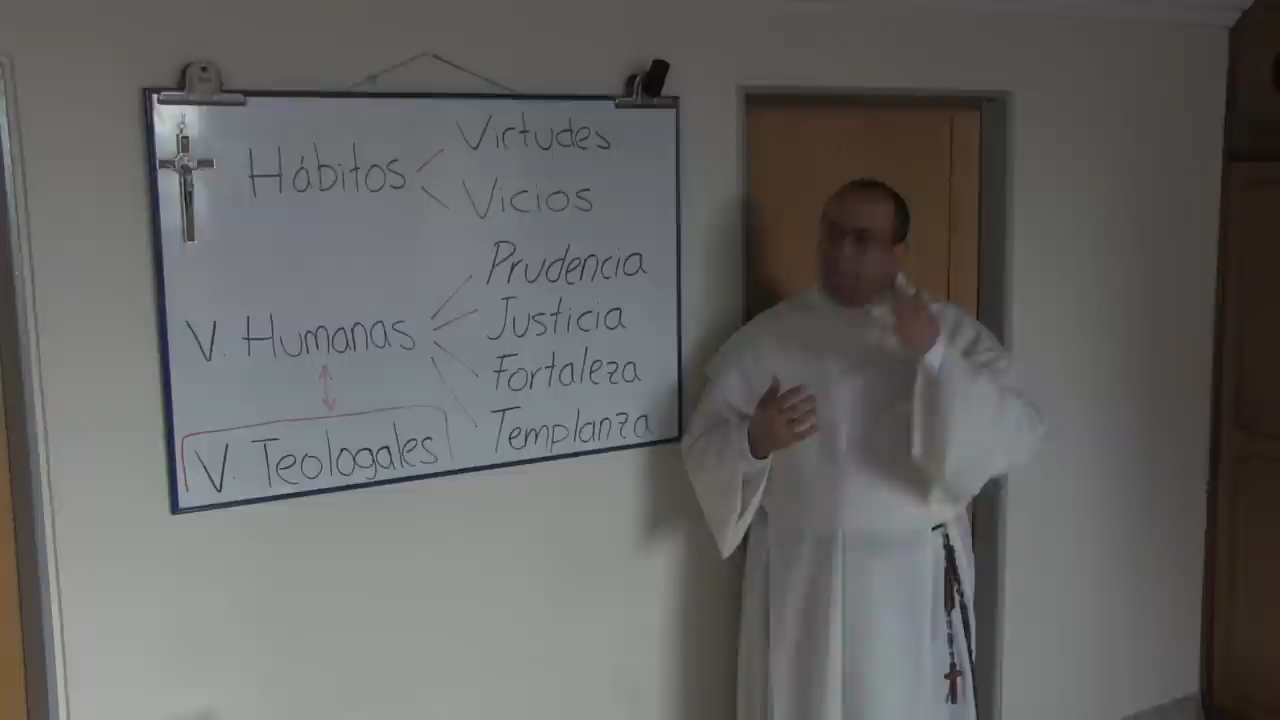 Hábitos
Virtudes
Vicios
V. Humanas
Prudencia
Justicia
Fortaleza
Templanza
V. Teologales